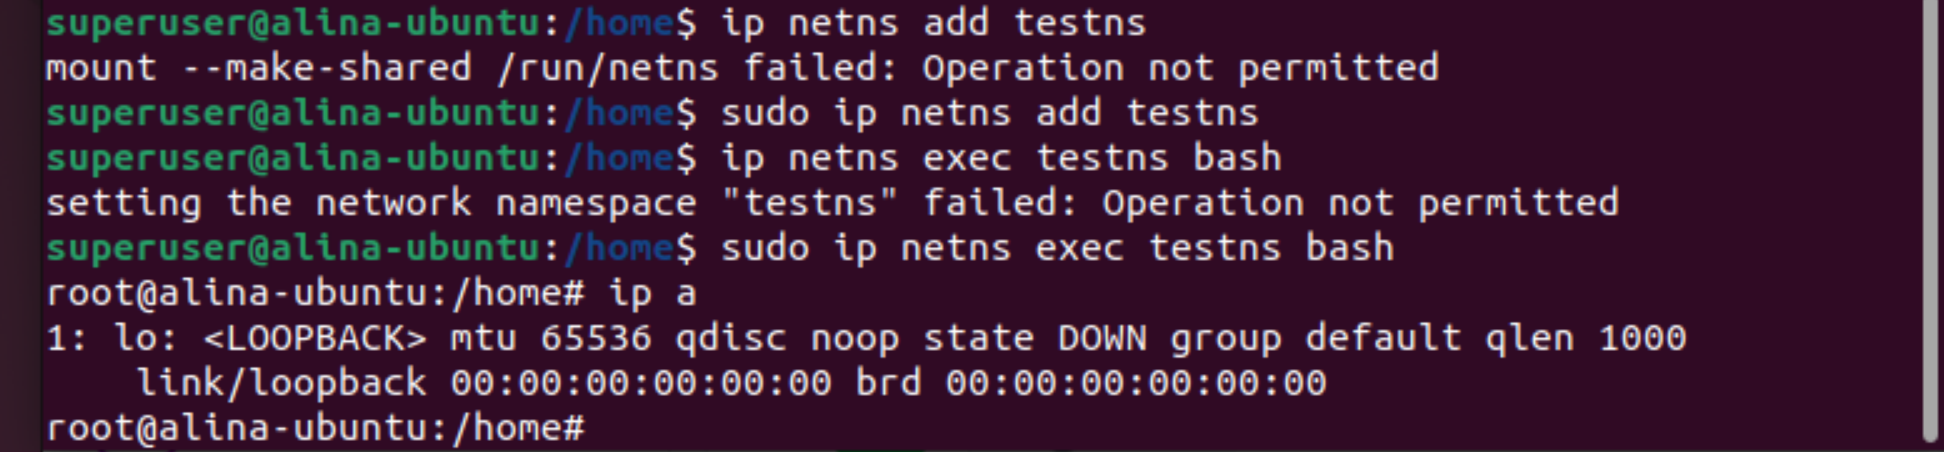 superuser@alina-ubuntu:/home$ ip netns add testns
mount --make-shared /run/netns failed: Operation not permitted
superuser@alina-ubuntu:/home$ sudo ip netns add testns
superuser@alina-ubuntu:/home$ ip netns exec testns bash
setting the network namespace "testns" failed: Operation not permitted
superuser@alina-ubuntu:/home$ sudo ip netns exec testns bash
root@alina-ubuntu:/home# ip a
1: lo: <LOOPBACK> mtu 65536 qdisc noop state DOWN group default qlen 1000
    link/loopback 00:00:00:00:00:00 brd 00:00:00:00:00:00
root@alina-ubuntu:/home#